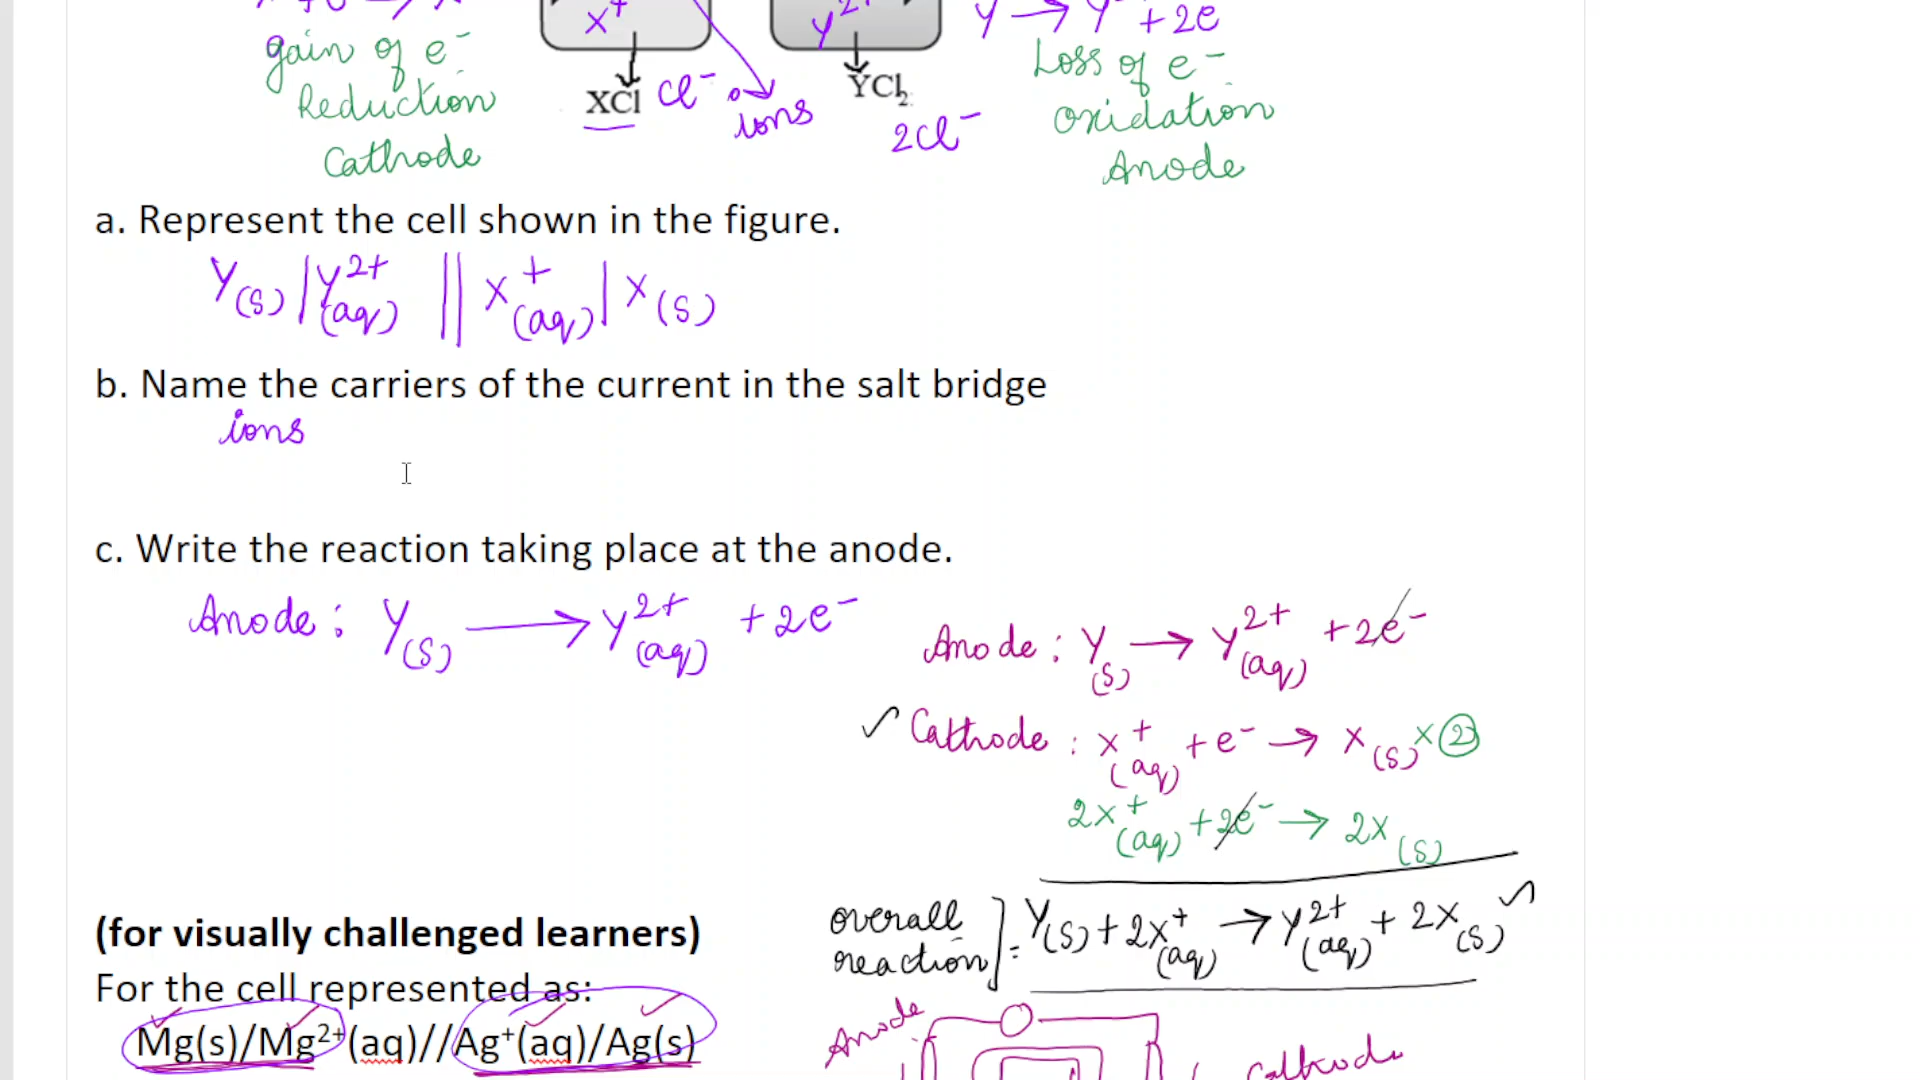 gain of e⁻
Reduction
Cathode
X⁺
XCl Cl⁻
ions
Y²⁺
YCl₂
2Cl⁻
Y → Y + 2e
Loss of e⁻
oxidation
Anode
a. Represent the cell shown in the figure.
Y(s) | Y²⁺(aq) || X⁺(aq) | X(s)
b. Name the carriers of the current in the salt bridge
ions
c. Write the reaction taking place at the anode.
Anode : Y(s) ⟶ Y²⁺(aq) + 2e⁻
Anode : Y(s) → Y²⁺(aq) + 2e⁻
✓ Cathode : X⁺(aq) + e⁻ → X(s) × 2
2X⁺(aq) + 2e⁻ → 2X(s)
overall reaction ] = Y(s) + 2X⁺(aq) → Y²⁺(aq) + 2X(s) ✓
(for visually challenged learners)
For the cell represented as:
Mg(s)/Mg²⁺(aq)//Ag⁺(aq)/Ag(s)
Anode
Cathode